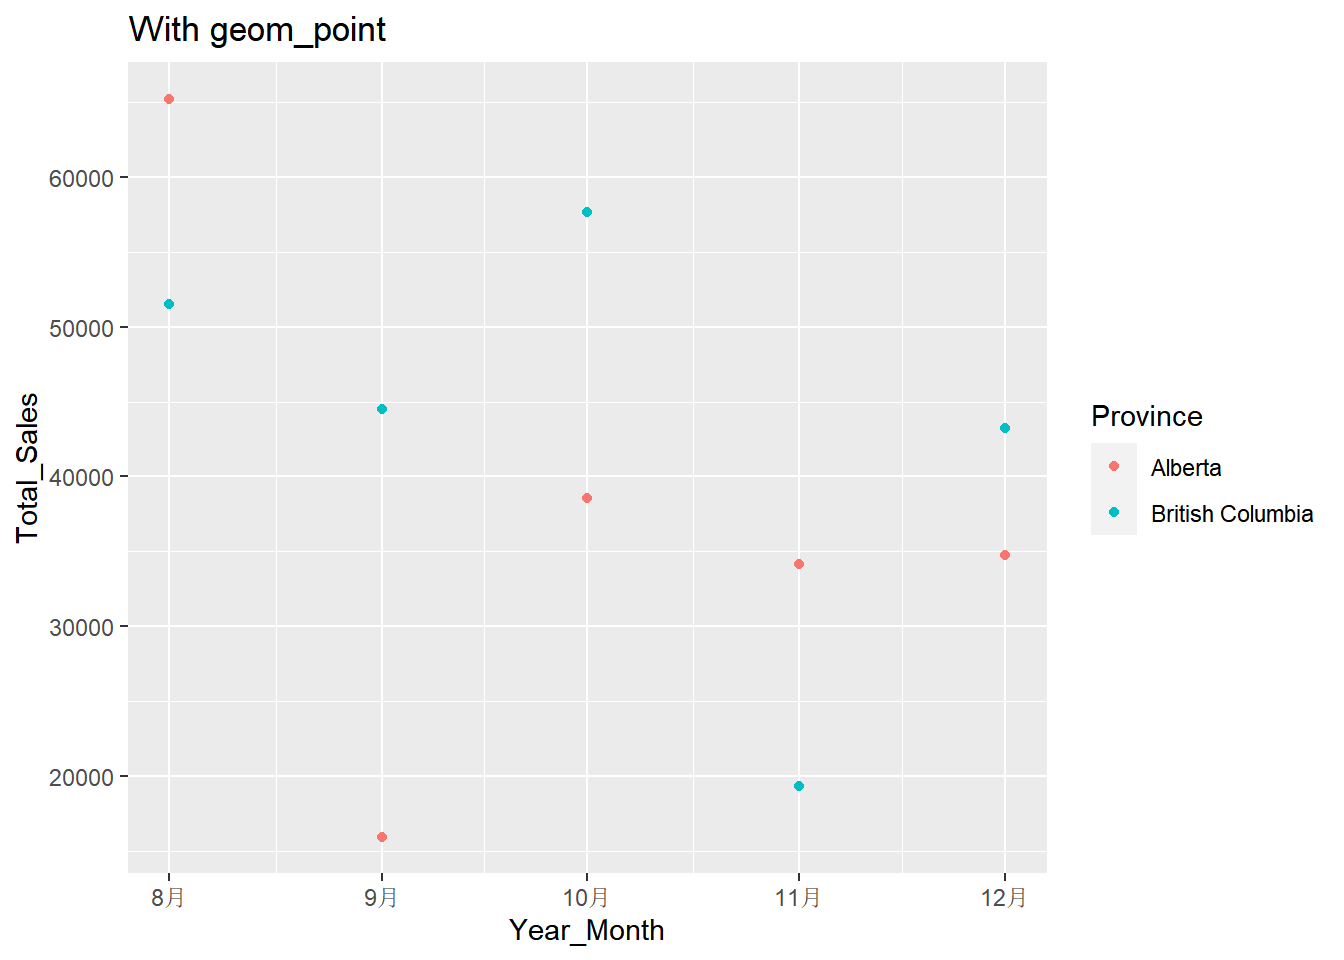 With geom_point
Total_Sales
60000
50000
40000
30000
20000
8月 9月 10月 11月 12月
Year_Month
Province
Alberta
British Columbia